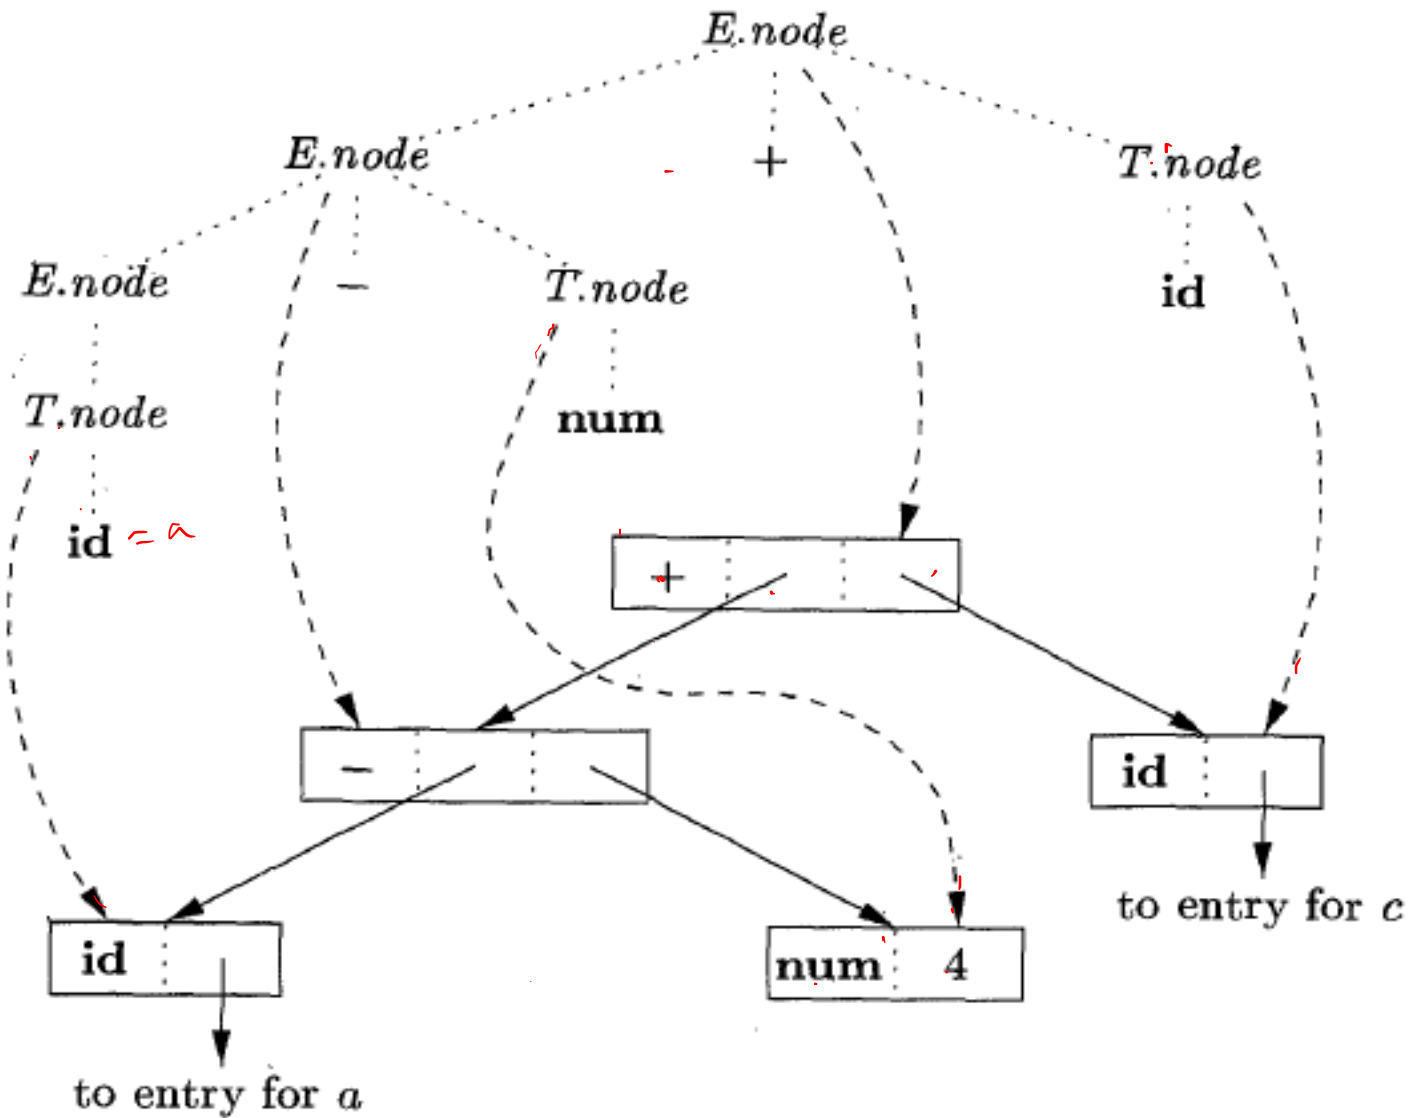 E.node
E.node + T.node
E.node − T.node id
T.node num
id = a
+
− id
to entry for c
id num 4
to entry for a